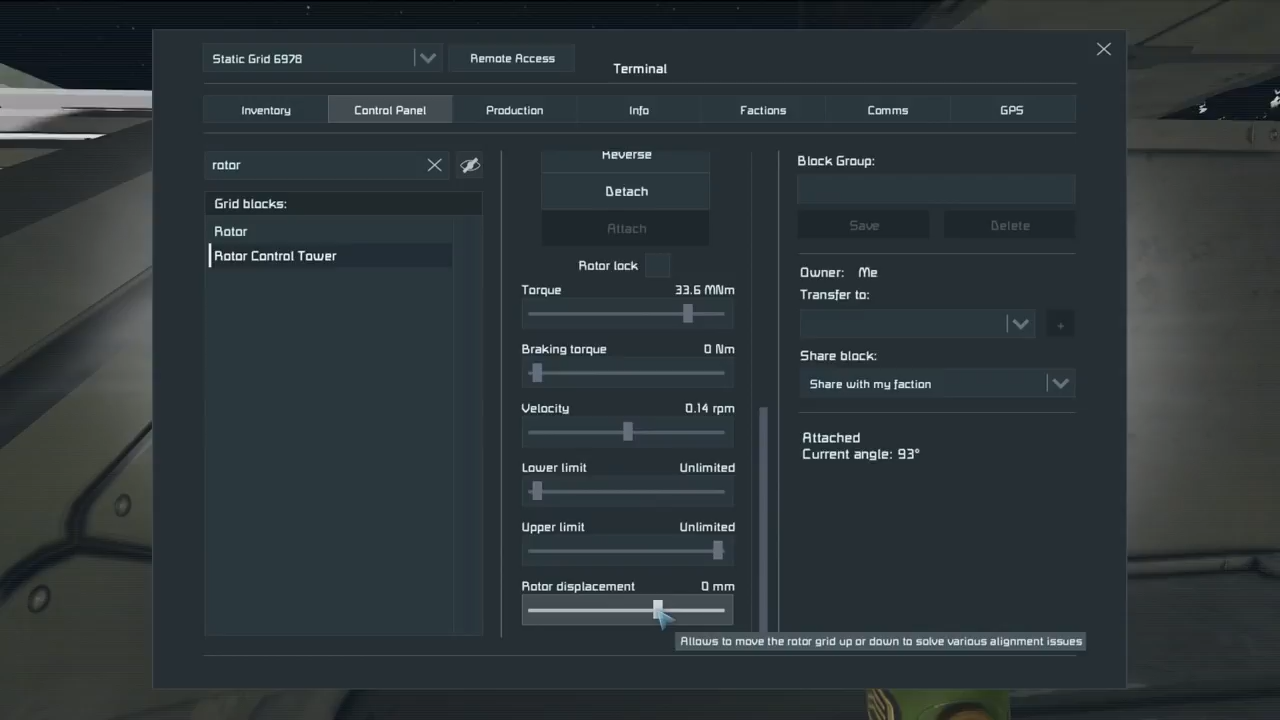 Static Grid 6978
Remote Access
Terminal
Inventory
Control Panel
Production
Info
Factions
Comms
GPS
rotor
Grid blocks:
Rotor
Rotor Control Tower
Reverse
Detach
Attach
Rotor lock
Torque 33.6 MNm
Braking torque 0 Nm
Velocity 0.14 rpm
Lower limit Unlimited
Upper limit Unlimited
Rotor displacement 0 mm
Allows to move the rotor grid up or down to solve various alignment issues
Block Group:
Save
Delete
Owner: Me
Transfer to:
+
Share block:
Share with my faction
Attached
Current angle: 93°